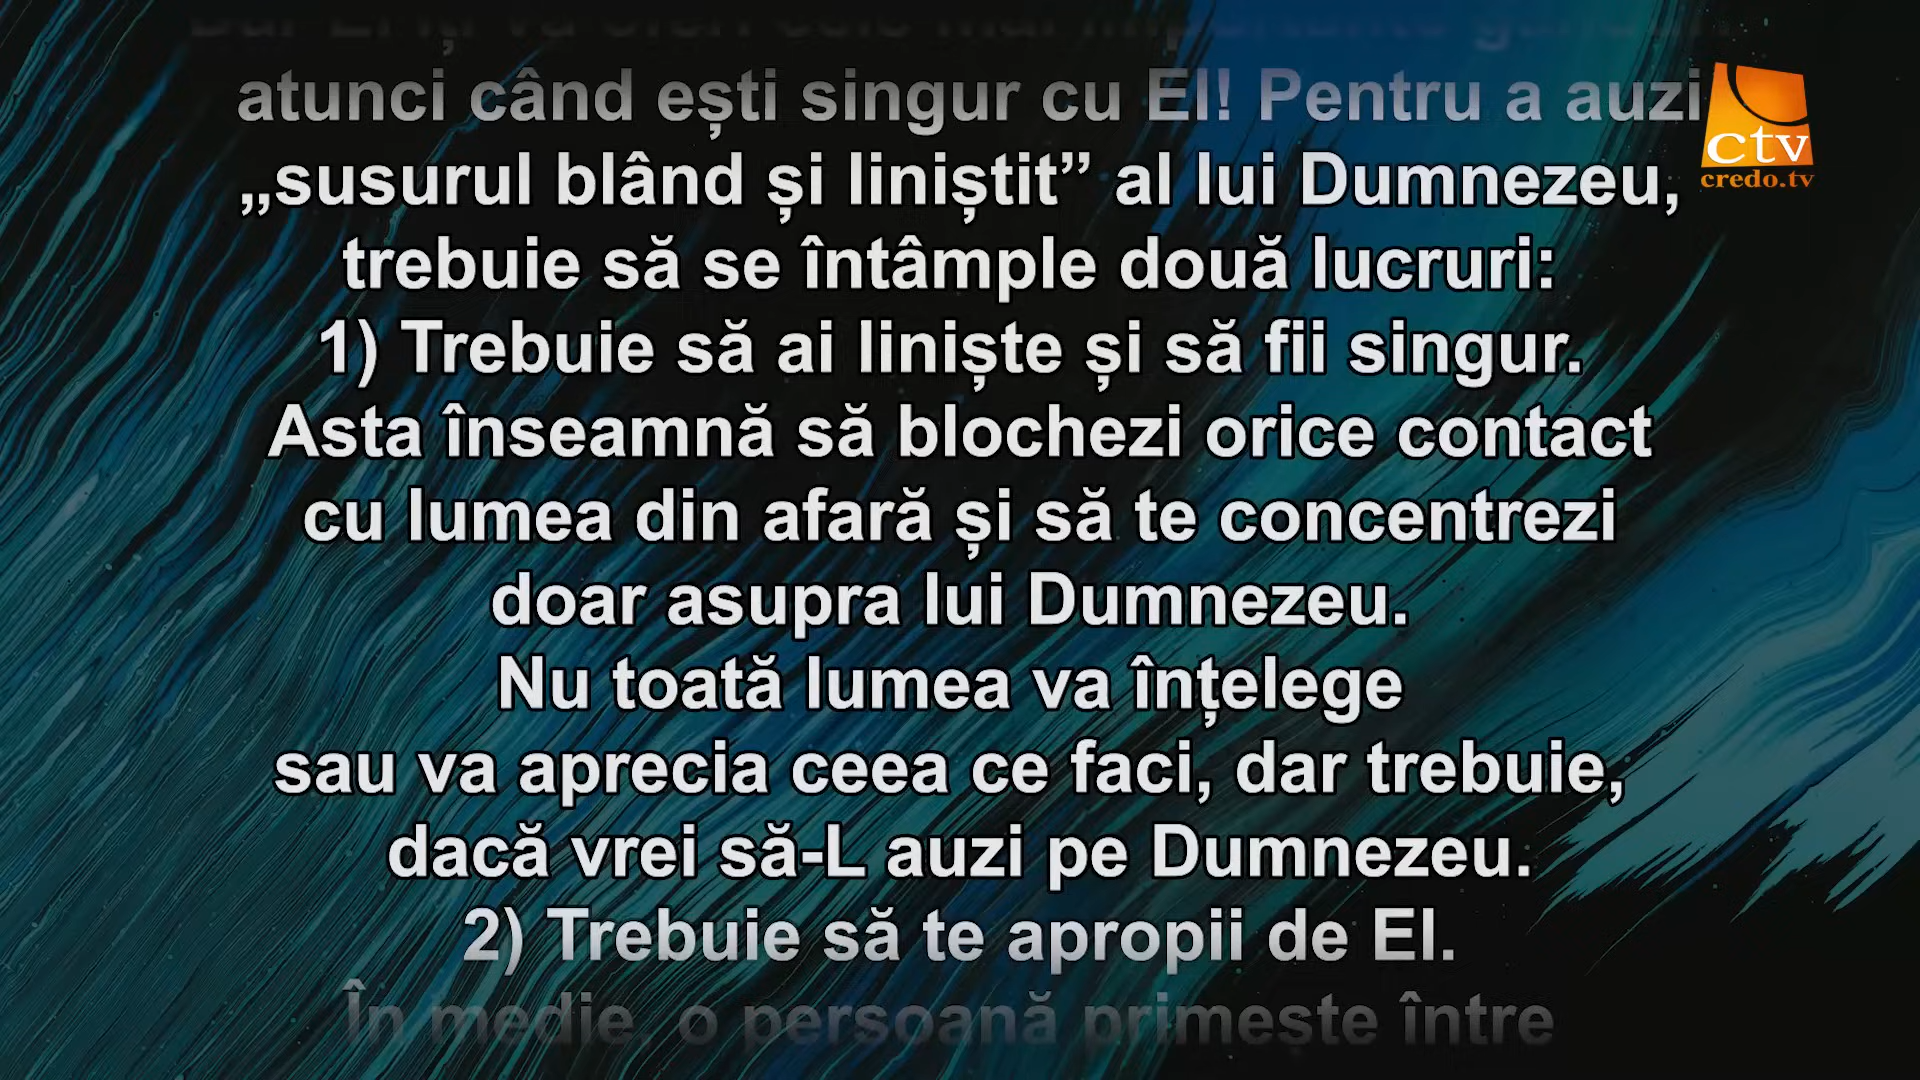 atunci când ești singur cu El! Pentru a auzi
„susurul blând și liniștit” al lui Dumnezeu,
trebuie să se întâmple două lucruri:
1) Trebuie să ai liniște și să fii singur.
Asta înseamnă să blochezi orice contact
cu lumea din afară și să te concentrezi
doar asupra lui Dumnezeu.
Nu toată lumea va înțelege
sau va aprecia ceea ce faci, dar trebuie,
dacă vrei să-L auzi pe Dumnezeu.
2) Trebuie să te apropii de El.
În medie, o persoană primește între
ctv
credo.tv